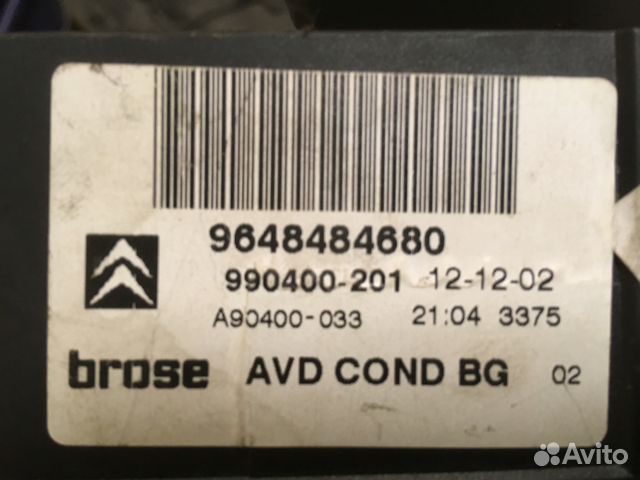 9648484680
990400-201 12-12-02
A90400-033 21:04 3375
brose AVD COND BG 02
Avito